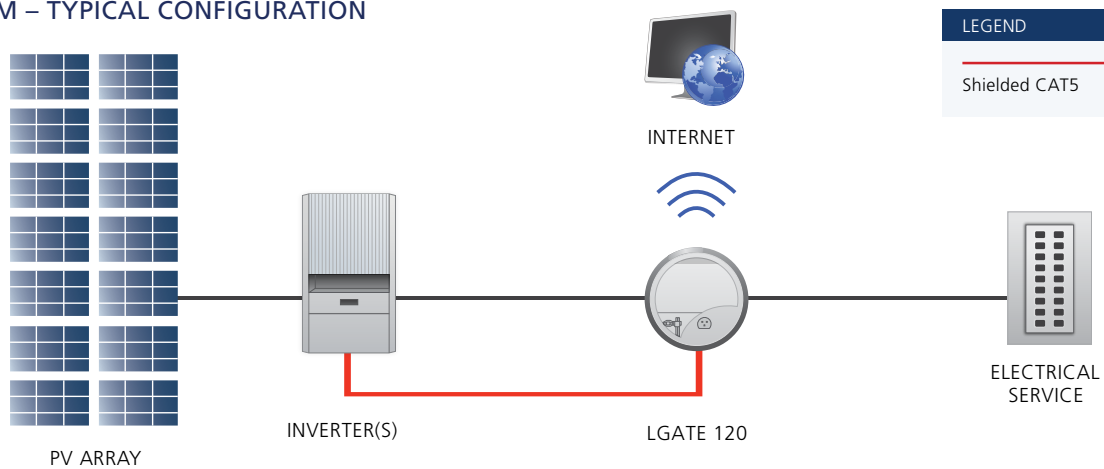 M – TYPICAL CONFIGURATION
LEGEND
Shielded CAT5
INTERNET
ELECTRICAL
SERVICE
INVERTER(S)
LGATE 120
PV ARRAY